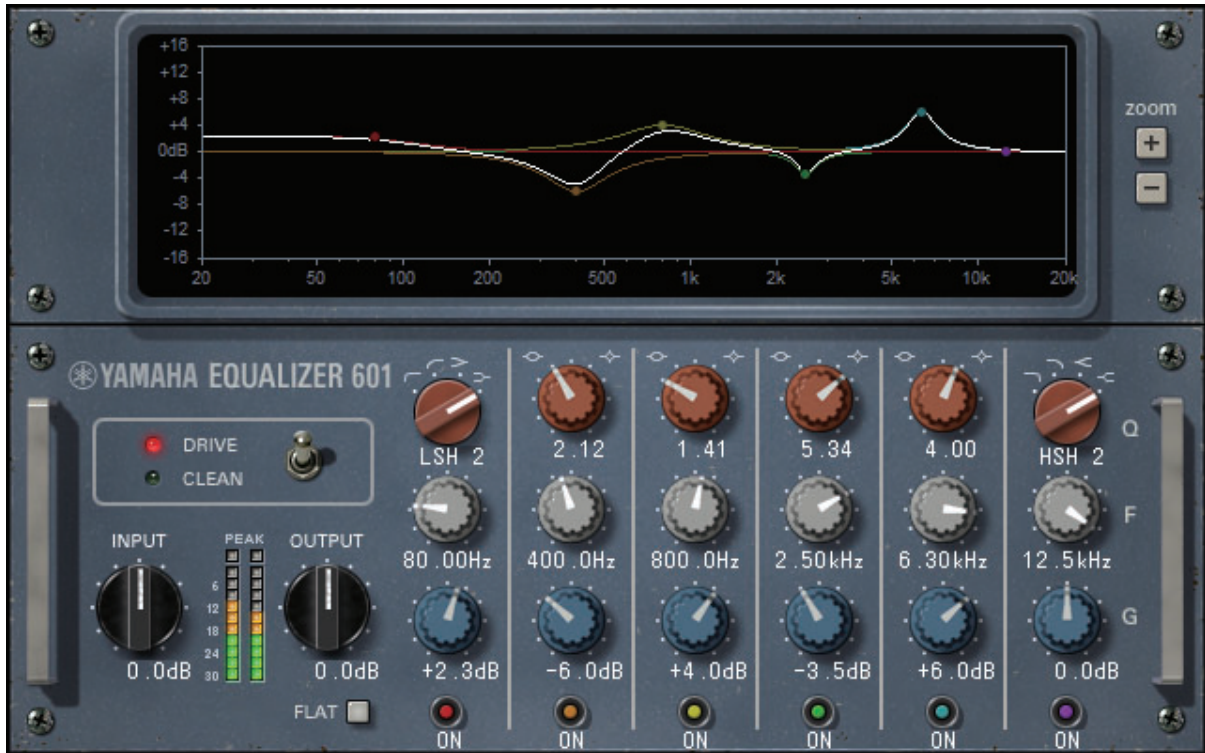 +16
+12
+8
+4
0dB
-4
-8
-12
-16
20 50 100 200 500 1k 2k 5k 10k 20k
zoom
+
−
YAMAHA EQUALIZER 601
DRIVE
CLEAN
INPUT PEAK OUTPUT
6
12
18
24
30
0.0dB 0.0dB
FLAT
LSH 2 2.12 1.41 5.34 4.00 HSH 2 Q
80.00Hz 400.0Hz 800.0Hz 2.50kHz 6.30kHz 12.5kHz F
+2.3dB -6.0dB +4.0dB -3.5dB +6.0dB 0.0dB G
ON ON ON ON ON ON